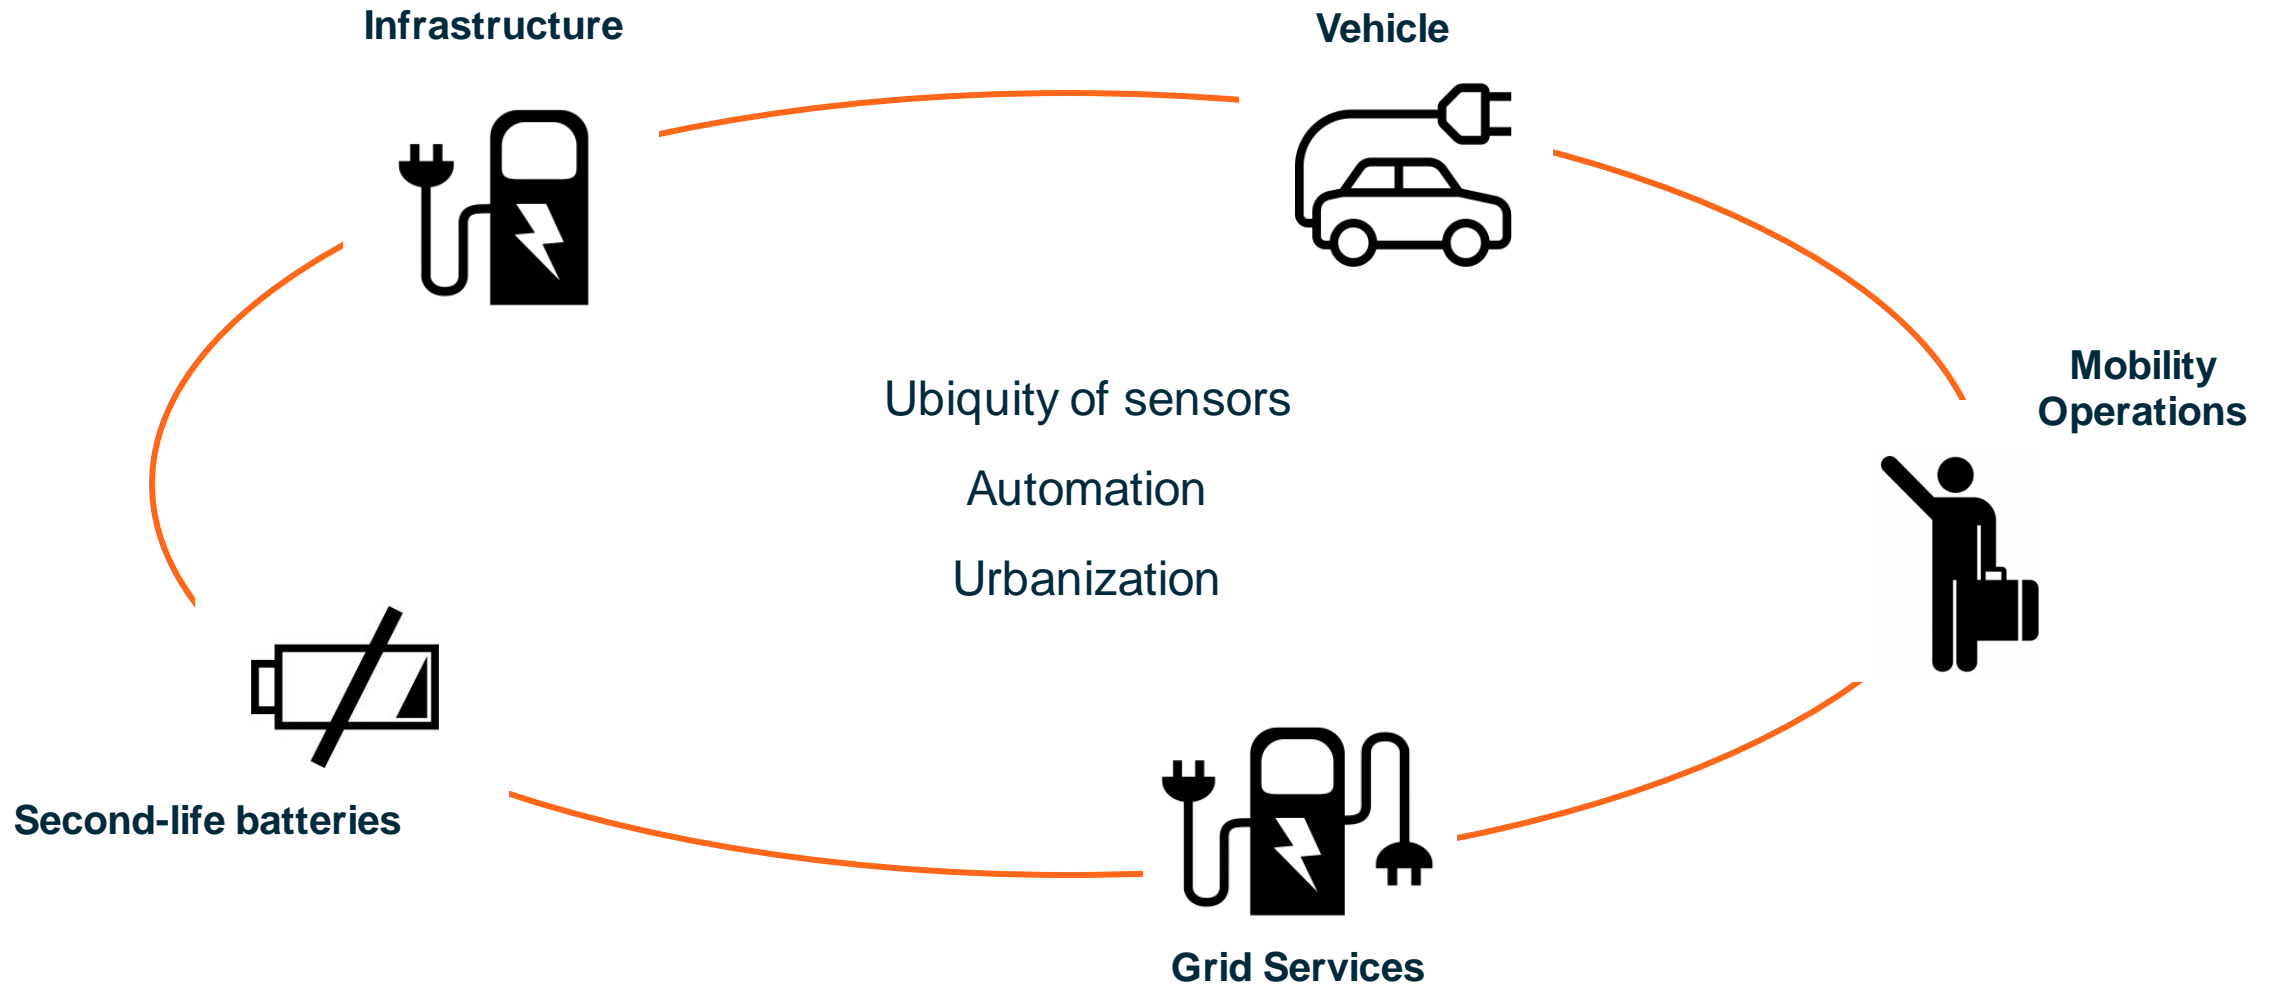 Infrastructure
Vehicle
Mobility
Operations
Ubiquity of sensors
Automation
Urbanization
Second-life batteries
Grid Services